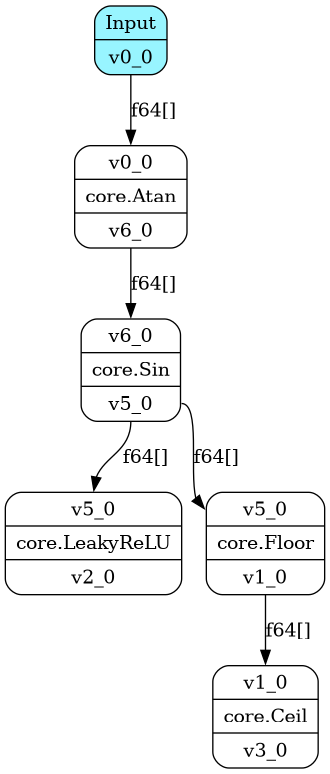 Input
v0_0
f64[]
v0_0
core.Atan
v6_0
f64[]
v6_0
core.Sin
v5_0
f64[]
f64[]
v5_0
core.LeakyReLU
v2_0
v5_0
core.Floor
v1_0
f64[]
v1_0
core.Ceil
v3_0